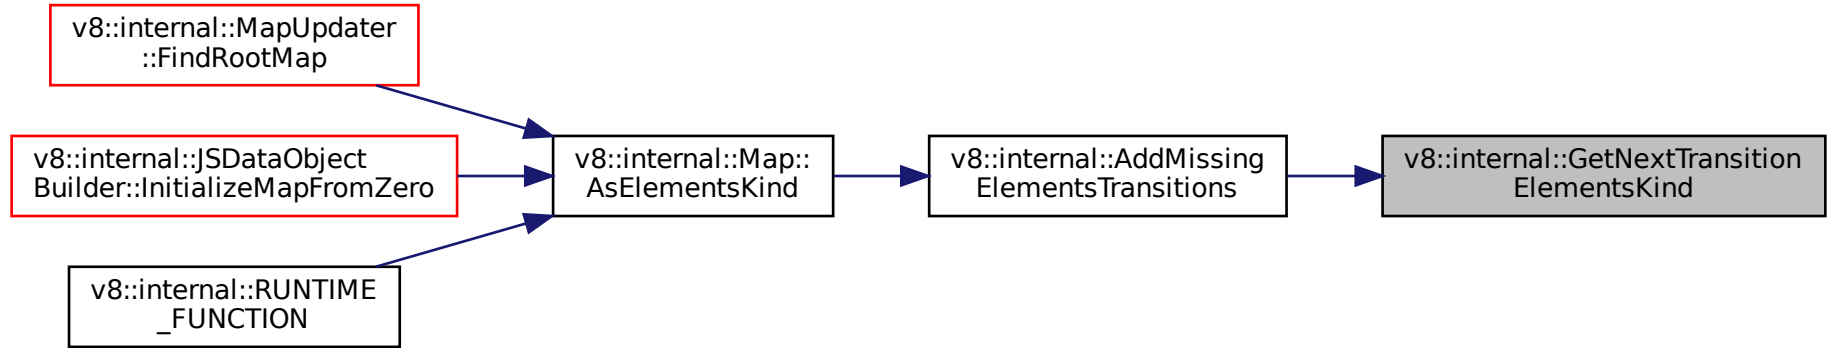 v8::internal::MapUpdater
::FindRootMap
v8::internal::JSDataObject
Builder::InitializeMapFromZero
v8::internal::RUNTIME
_FUNCTION
v8::internal::Map::
AsElementsKind
v8::internal::AddMissing
ElementsTransitions
v8::internal::GetNextTransition
ElementsKind